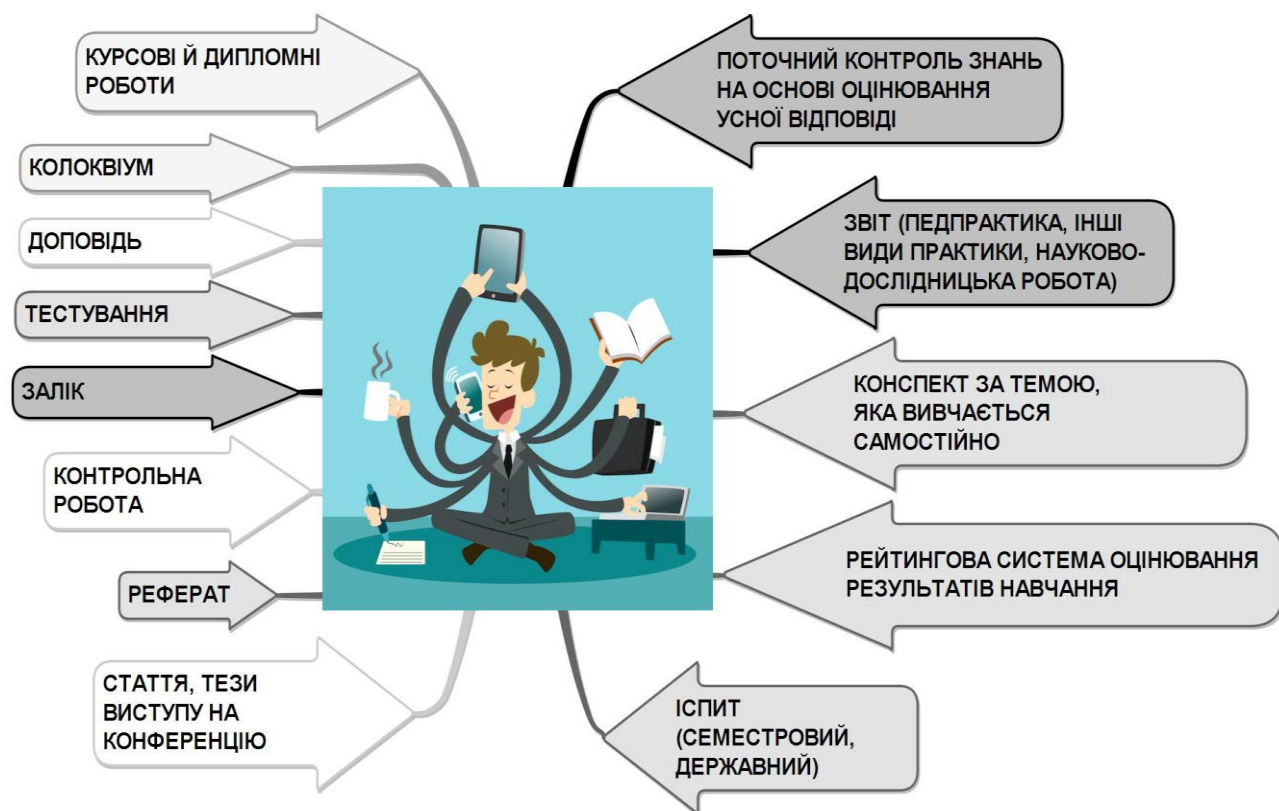 КУРСОВІ Й ДИПЛОМНІ
РОБОТИ
КОЛОКВІУМ
ДОПОВІДЬ
ТЕСТУВАННЯ
ЗАЛІК
КОНТРОЛЬНА
РОБОТА
РЕФЕРАТ
СТАТТЯ, ТЕЗИ
ВИСТУПУ НА
КОНФЕРЕНЦІЮ
ПОТОЧНИЙ КОНТРОЛЬ ЗНАНЬ
НА ОСНОВІ ОЦІНЮВАННЯ
УСНОЇ ВІДПОВІДІ
ЗВІТ (ПЕДПРАКТИКА, ІНШІ
ВИДИ ПРАКТИКИ, НАУКОВО-
ДОСЛІДНИЦЬКА РОБОТА)
КОНСПЕКТ ЗА ТЕМОЮ,
ЯКА ВИВЧАЄТЬСЯ
САМОСТІЙНО
РЕЙТИНГОВА СИСТЕМА ОЦІНЮВАННЯ
РЕЗУЛЬТАТІВ НАВЧАННЯ
ІСПИТ
(СЕМЕСТРОВИЙ,
ДЕРЖАВНИЙ)